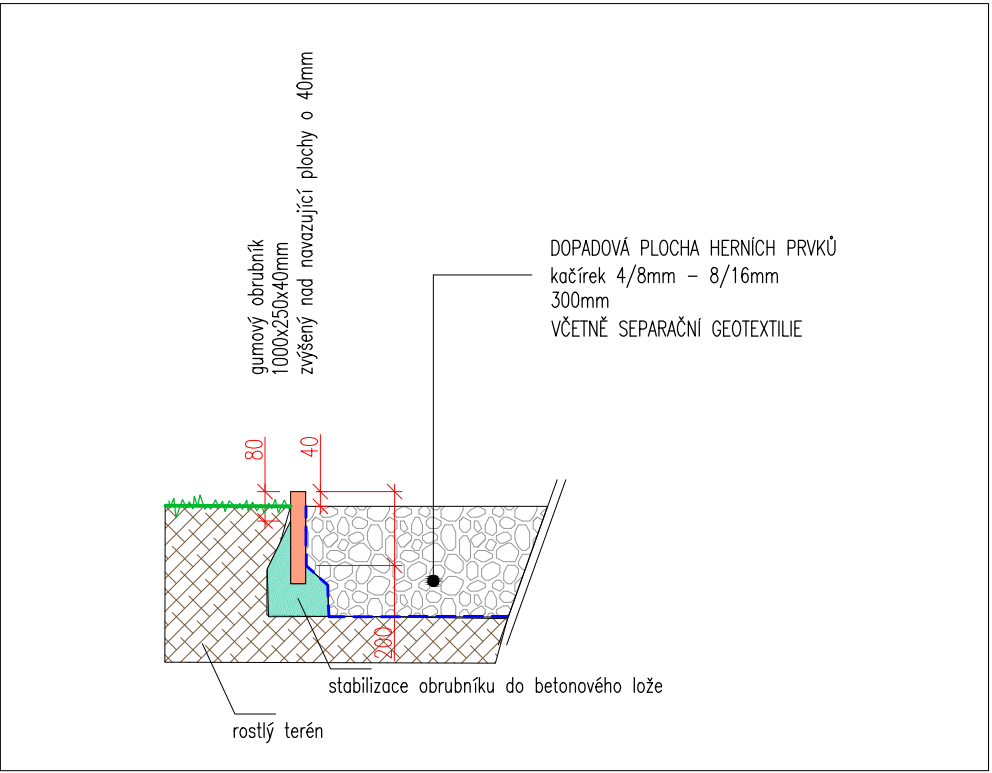 gumový obrubník
1000x250x40mm
zvýšený nad navazující plochy o 40mm
DOPADOVÁ PLOCHA HERNÍCH PRVKŮ
kačírek 4/8mm – 8/16mm
300mm
VČETNĚ SEPARAČNÍ GEOTEXTILIE
80
40
200
stabilizace obrubníku do betonového lože
rostlý terén